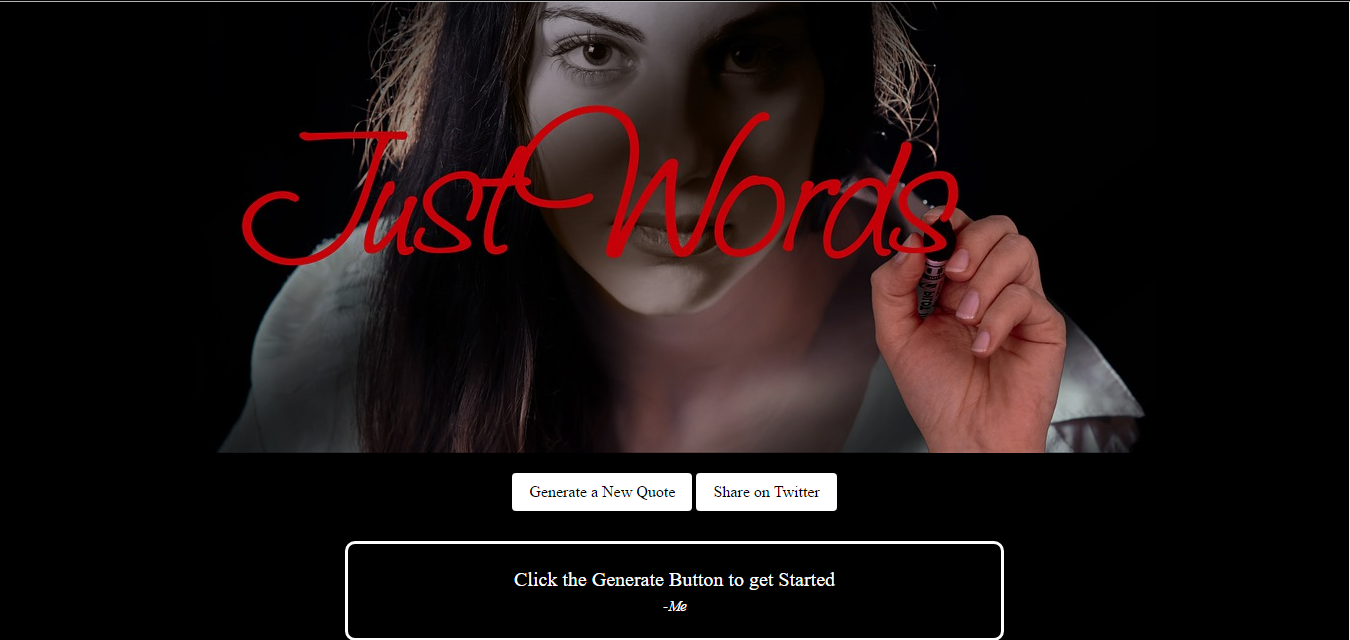 Just Words
Generate a New Quote
Share on Twitter
Click the Generate Button to get Started
-Me